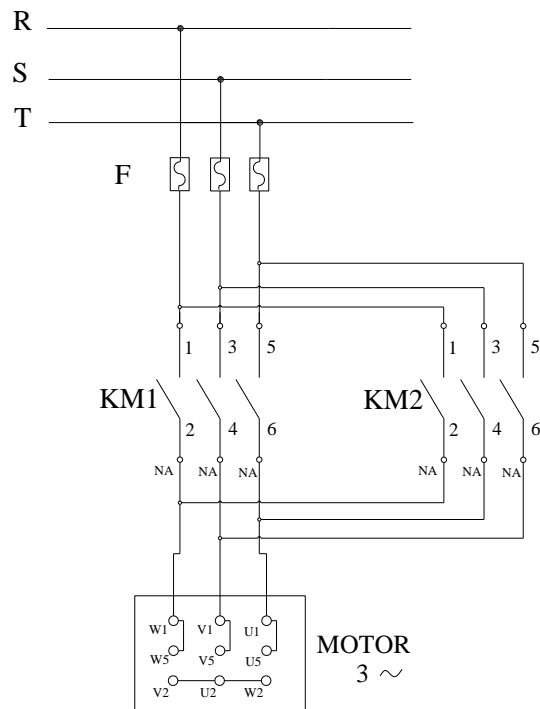 R
S
T
F
1 3 5 1 3 5
KM1 KM2
2 4 6 2 4 6
NA NA NA NA NA NA
W1 V1 U1
MOTOR
W5 V5 U5
3 ~
V2 U2 W2